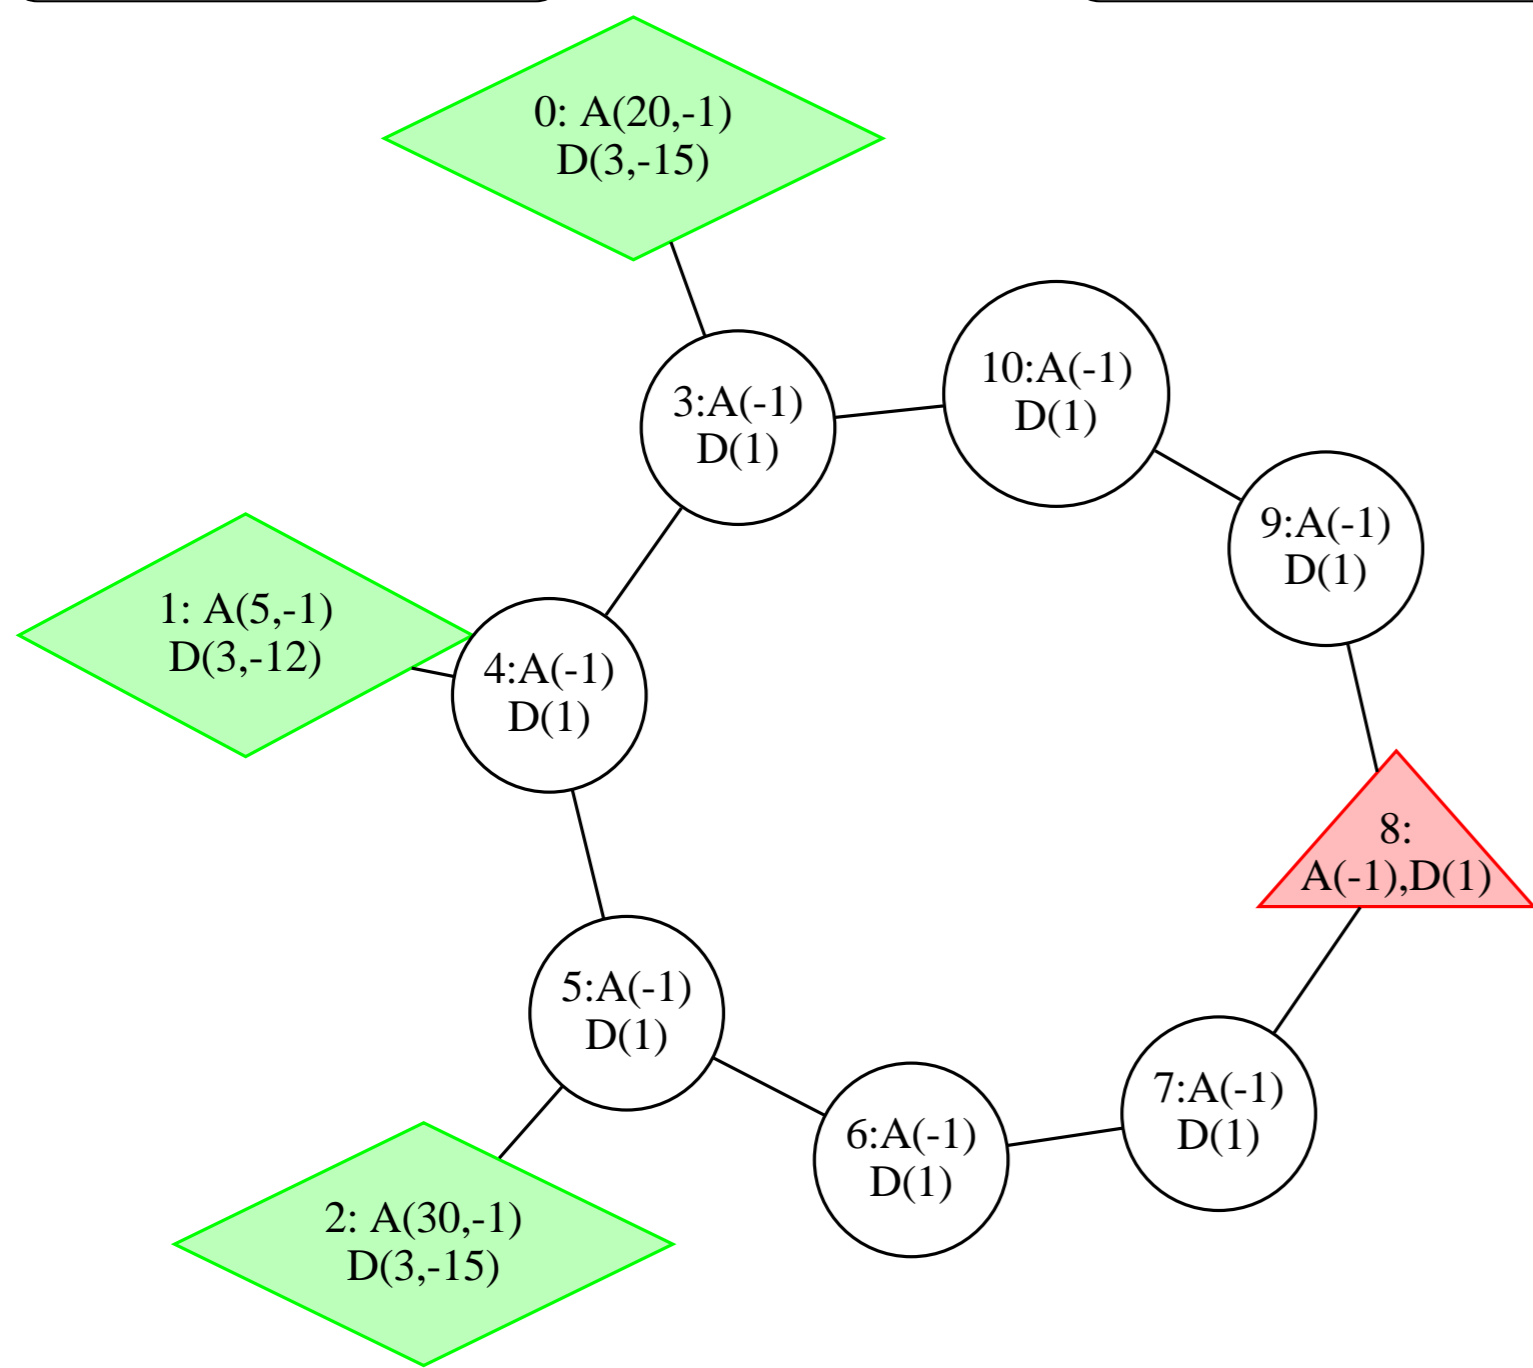 0: A(20,-1)
D(3,-15)
10:A(-1)
D(1)
3:A(-1)
D(1)
9:A(-1)
D(1)
1: A(5,-1)
D(3,-12)
4:A(-1)
D(1)
8:
A(-1),D(1)
5:A(-1)
D(1)
7:A(-1)
D(1)
6:A(-1)
D(1)
2: A(30,-1)
D(3,-15)